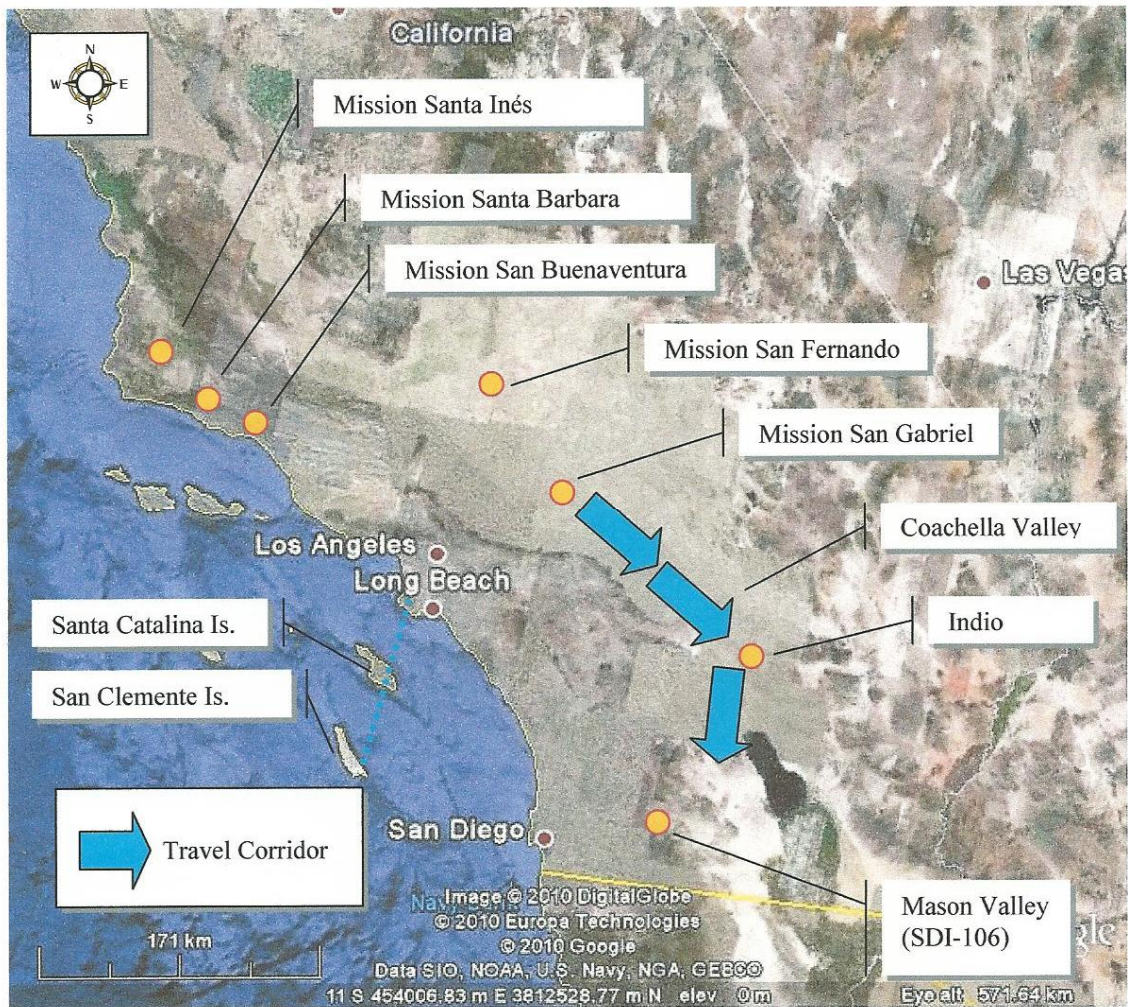 California
N
W E
S
Mission Santa Inés
Mission Santa Barbara
Mission San Buenaventura
Las Vegas
Mission San Fernando
Mission San Gabriel
Coachella Valley
Los Angeles
Long Beach
Indio
Santa Catalina Is.
San Clemente Is.
Travel Corridor
San Diego
Mason Valley
(SDI-106)
Image © 2010 DigitalGlobe
© 2010 Europa Technologies
© 2010 Google
Data SIO, NOAA, U.S. Navy, NGA, GEBCO
171 km
11 S 454006.83 m E 3812528.77 m N elev 0 m
Eye alt 571.64 km